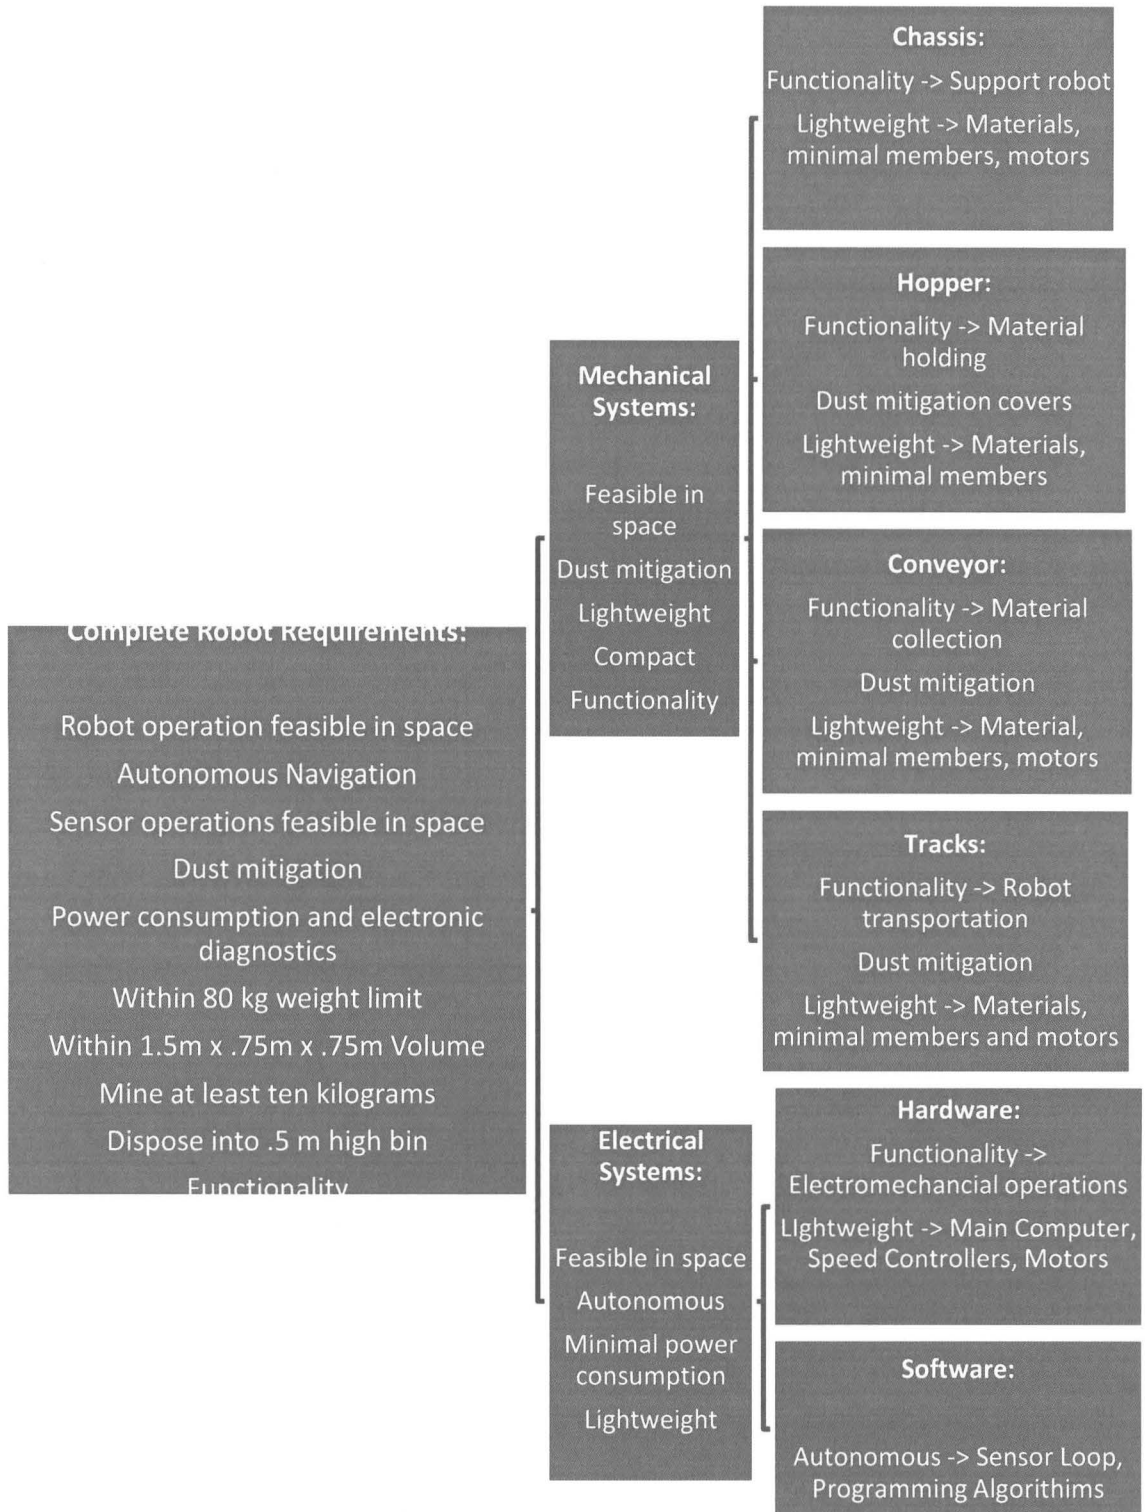 Complete Robot Requirements:
Robot operation feasible in space
Autonomous Navigation
Sensor operations feasible in space
Dust mitigation
Power consumption and electronic
diagnostics
Within 80 kg weight limit
Within 1.5m x .75m x .75m Volume
Mine at least ten kilograms
Dispose into .5 m high bin
Functionality
Mechanical
Systems:
Feasible in
space
Dust mitigation
Lightweight
Compact
Functionality
Chassis:
Functionality -> Support robot
Lightweight -> Materials,
minimal members, motors
Hopper:
Functionality -> Material
holding
Dust mitigation covers
Lightweight -> Materials,
minimal members
Conveyor:
Functionality -> Material
collection
Dust mitigation
Lightweight -> Material,
minimal members, motors
Tracks:
Functionality -> Robot
transportation
Dust mitigation
Lightweight -> Materials,
minimal members and motors
Electrical
Systems:
Feasible in space
Autonomous
Minimal power
consumption
Lightweight
Hardware:
Functionality ->
Electromechancial operations
LIghtweight -> Main Computer,
Speed Controllers, Motors
Software:
Autonomous -> Sensor Loop,
Programming Algorithims